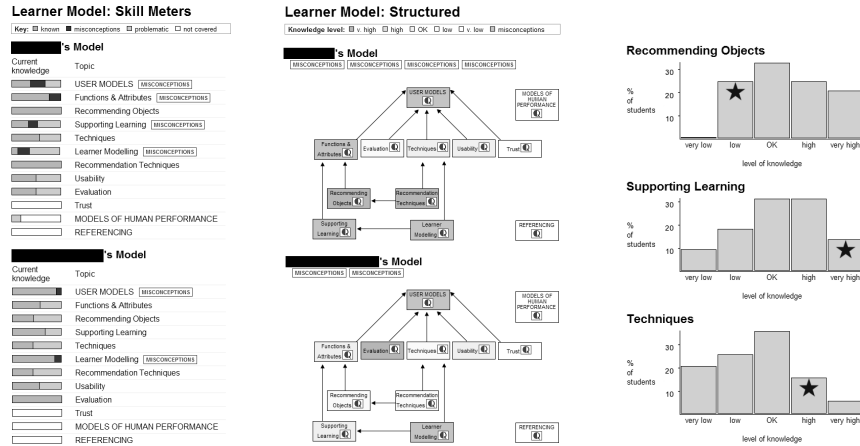 Learner Model: Skill Meters
Key: known misconceptions problematic not covered
's Model
Current knowledge Topic
USER MODELS MISCONCEPTIONS
Functions & Attributes MISCONCEPTIONS
Recommending Objects
Supporting Learning MISCONCEPTIONS
Techniques
Learner Modelling MISCONCEPTIONS
Recommendation Techniques
Usability
Evaluation
Trust
MODELS OF HUMAN PERFORMANCE
REFERENCING
's Model
Current knowledge Topic
USER MODELS MISCONCEPTIONS
Functions & Attributes
Recommending Objects
Supporting Learning
Techniques
Learner Modelling MISCONCEPTIONS
Recommendation Techniques
Usability
Evaluation
Trust
MODELS OF HUMAN PERFORMANCE
REFERENCING
Learner Model: Structured
Knowledge level: v. high high OK low v. low misconceptions
's Model
MISCONCEPTIONS MISCONCEPTIONS MISCONCEPTIONS MISCONCEPTIONS
USER MODELS
MODELS OF
HUMAN
PERFORMANCE
Functions &
Attributes
Evaluation
Techniques
Usability
Trust
Recommending
Objects
Recommendation
Techniques
Supporting
Learning
Learner
Modelling
REFERENCING
's Model
MISCONCEPTIONS MISCONCEPTIONS
USER MODELS
MODELS OF
HUMAN
PERFORMANCE
Functions &
Attributes
Evaluation
Techniques
Usability
Trust
Recommending
Objects
Recommendation
Techniques
Supporting
Learning
Learner
Modelling
REFERENCING
Recommending Objects
30
20
10
% of students
very low low OK high very high
level of knowledge
Supporting Learning
30
20
10
% of students
very low low OK high very high
level of knowledge
Techniques
30
20
10
% of students
very low low OK high very high
level of knowledge